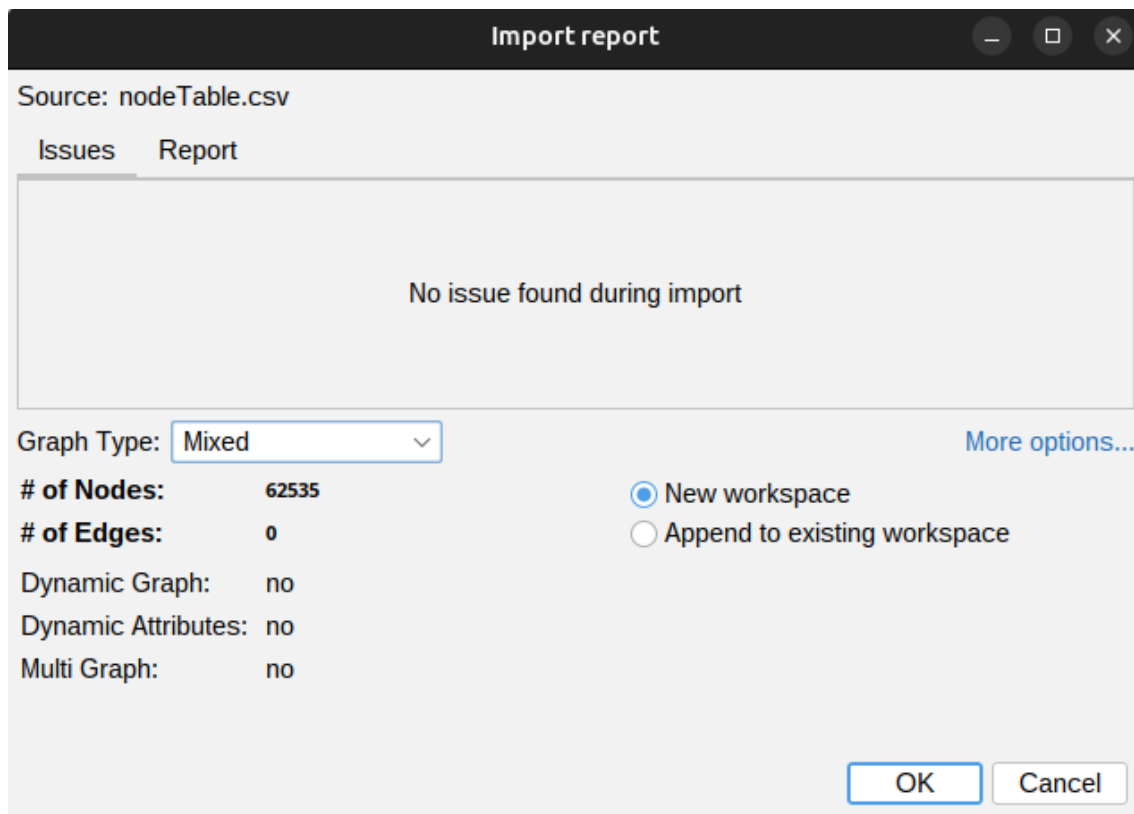 Import report
Source: nodeTable.csv
Issues Report
No issue found during import
Graph Type: Mixed More options...
# of Nodes: 62535 New workspace
# of Edges: 0 Append to existing workspace
Dynamic Graph: no
Dynamic Attributes: no
Multi Graph: no
OK Cancel